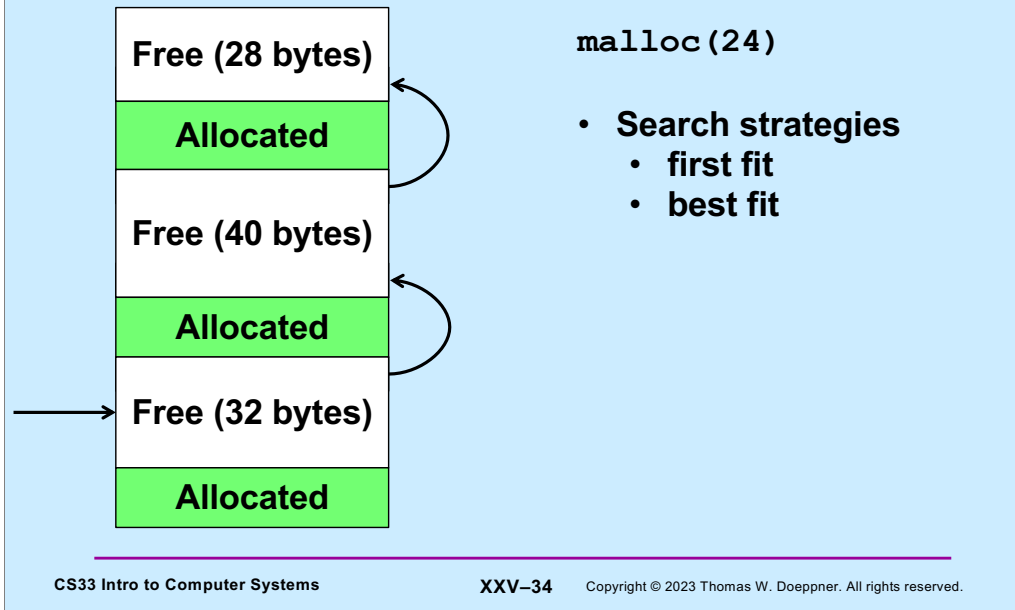 Free (28 bytes)
Allocated
Free (40 bytes)
Allocated
Free (32 bytes)
Allocated
malloc(24)
• Search strategies
• first fit
• best fit
CS33 Intro to Computer Systems
XXV–34
Copyright © 2023 Thomas W. Doeppner. All rights reserved.